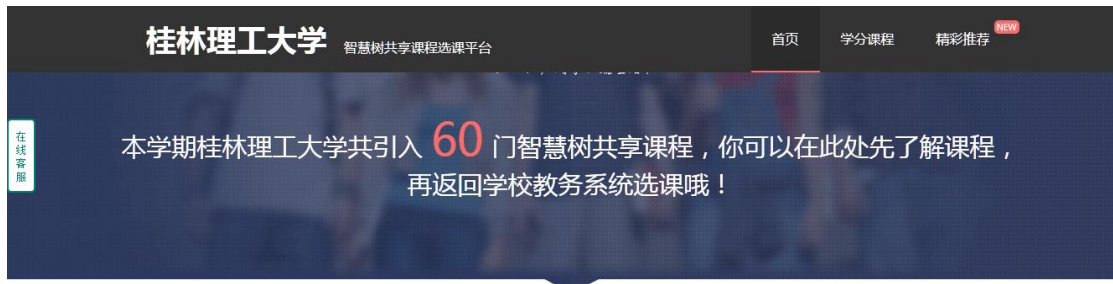 桂林理工大学 智慧树共享课程选课平台
首页 学分课程 精彩推荐 NEW
在线客服
本学期桂林理工大学共引入 60 门智慧树共享课程，你可以在此处先了解课程，
再返回学校教务系统选课哦！